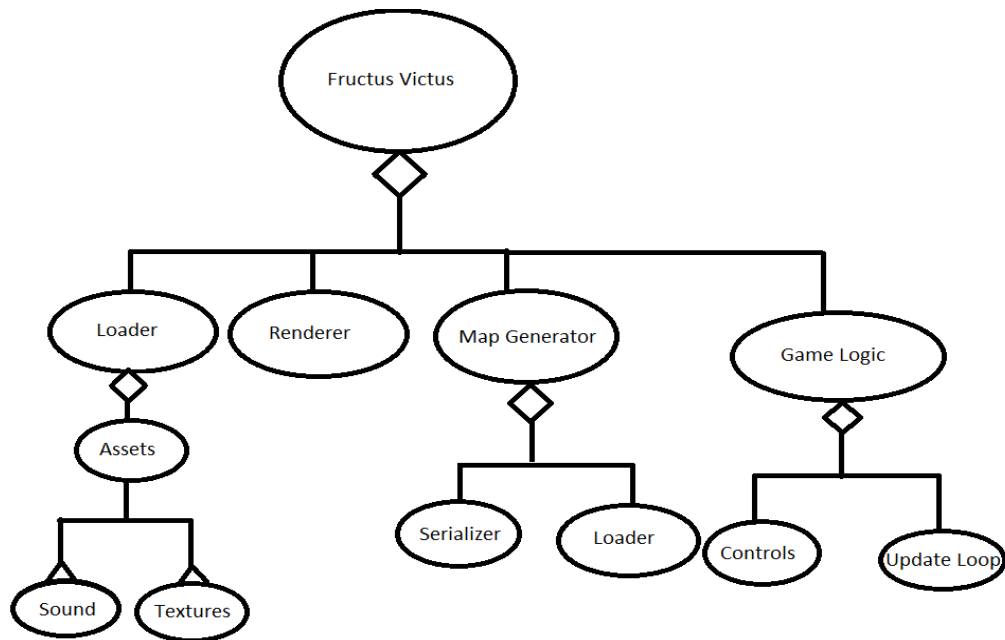 Fructus Victus
Loader
Renderer
Map Generator
Game Logic
Assets
Serializer
Loader
Controls
Update Loop
Sound
Textures